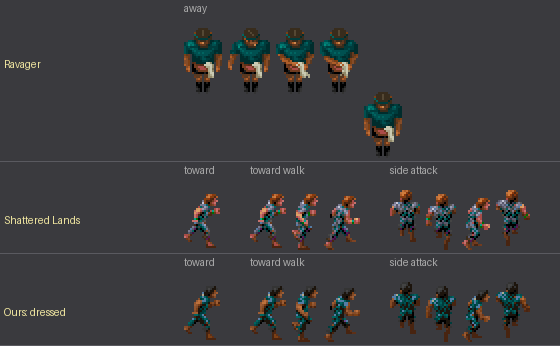 away
Ravager
toward toward walk side attack
Shattered Lands
toward toward walk side attack
Ours: dressed